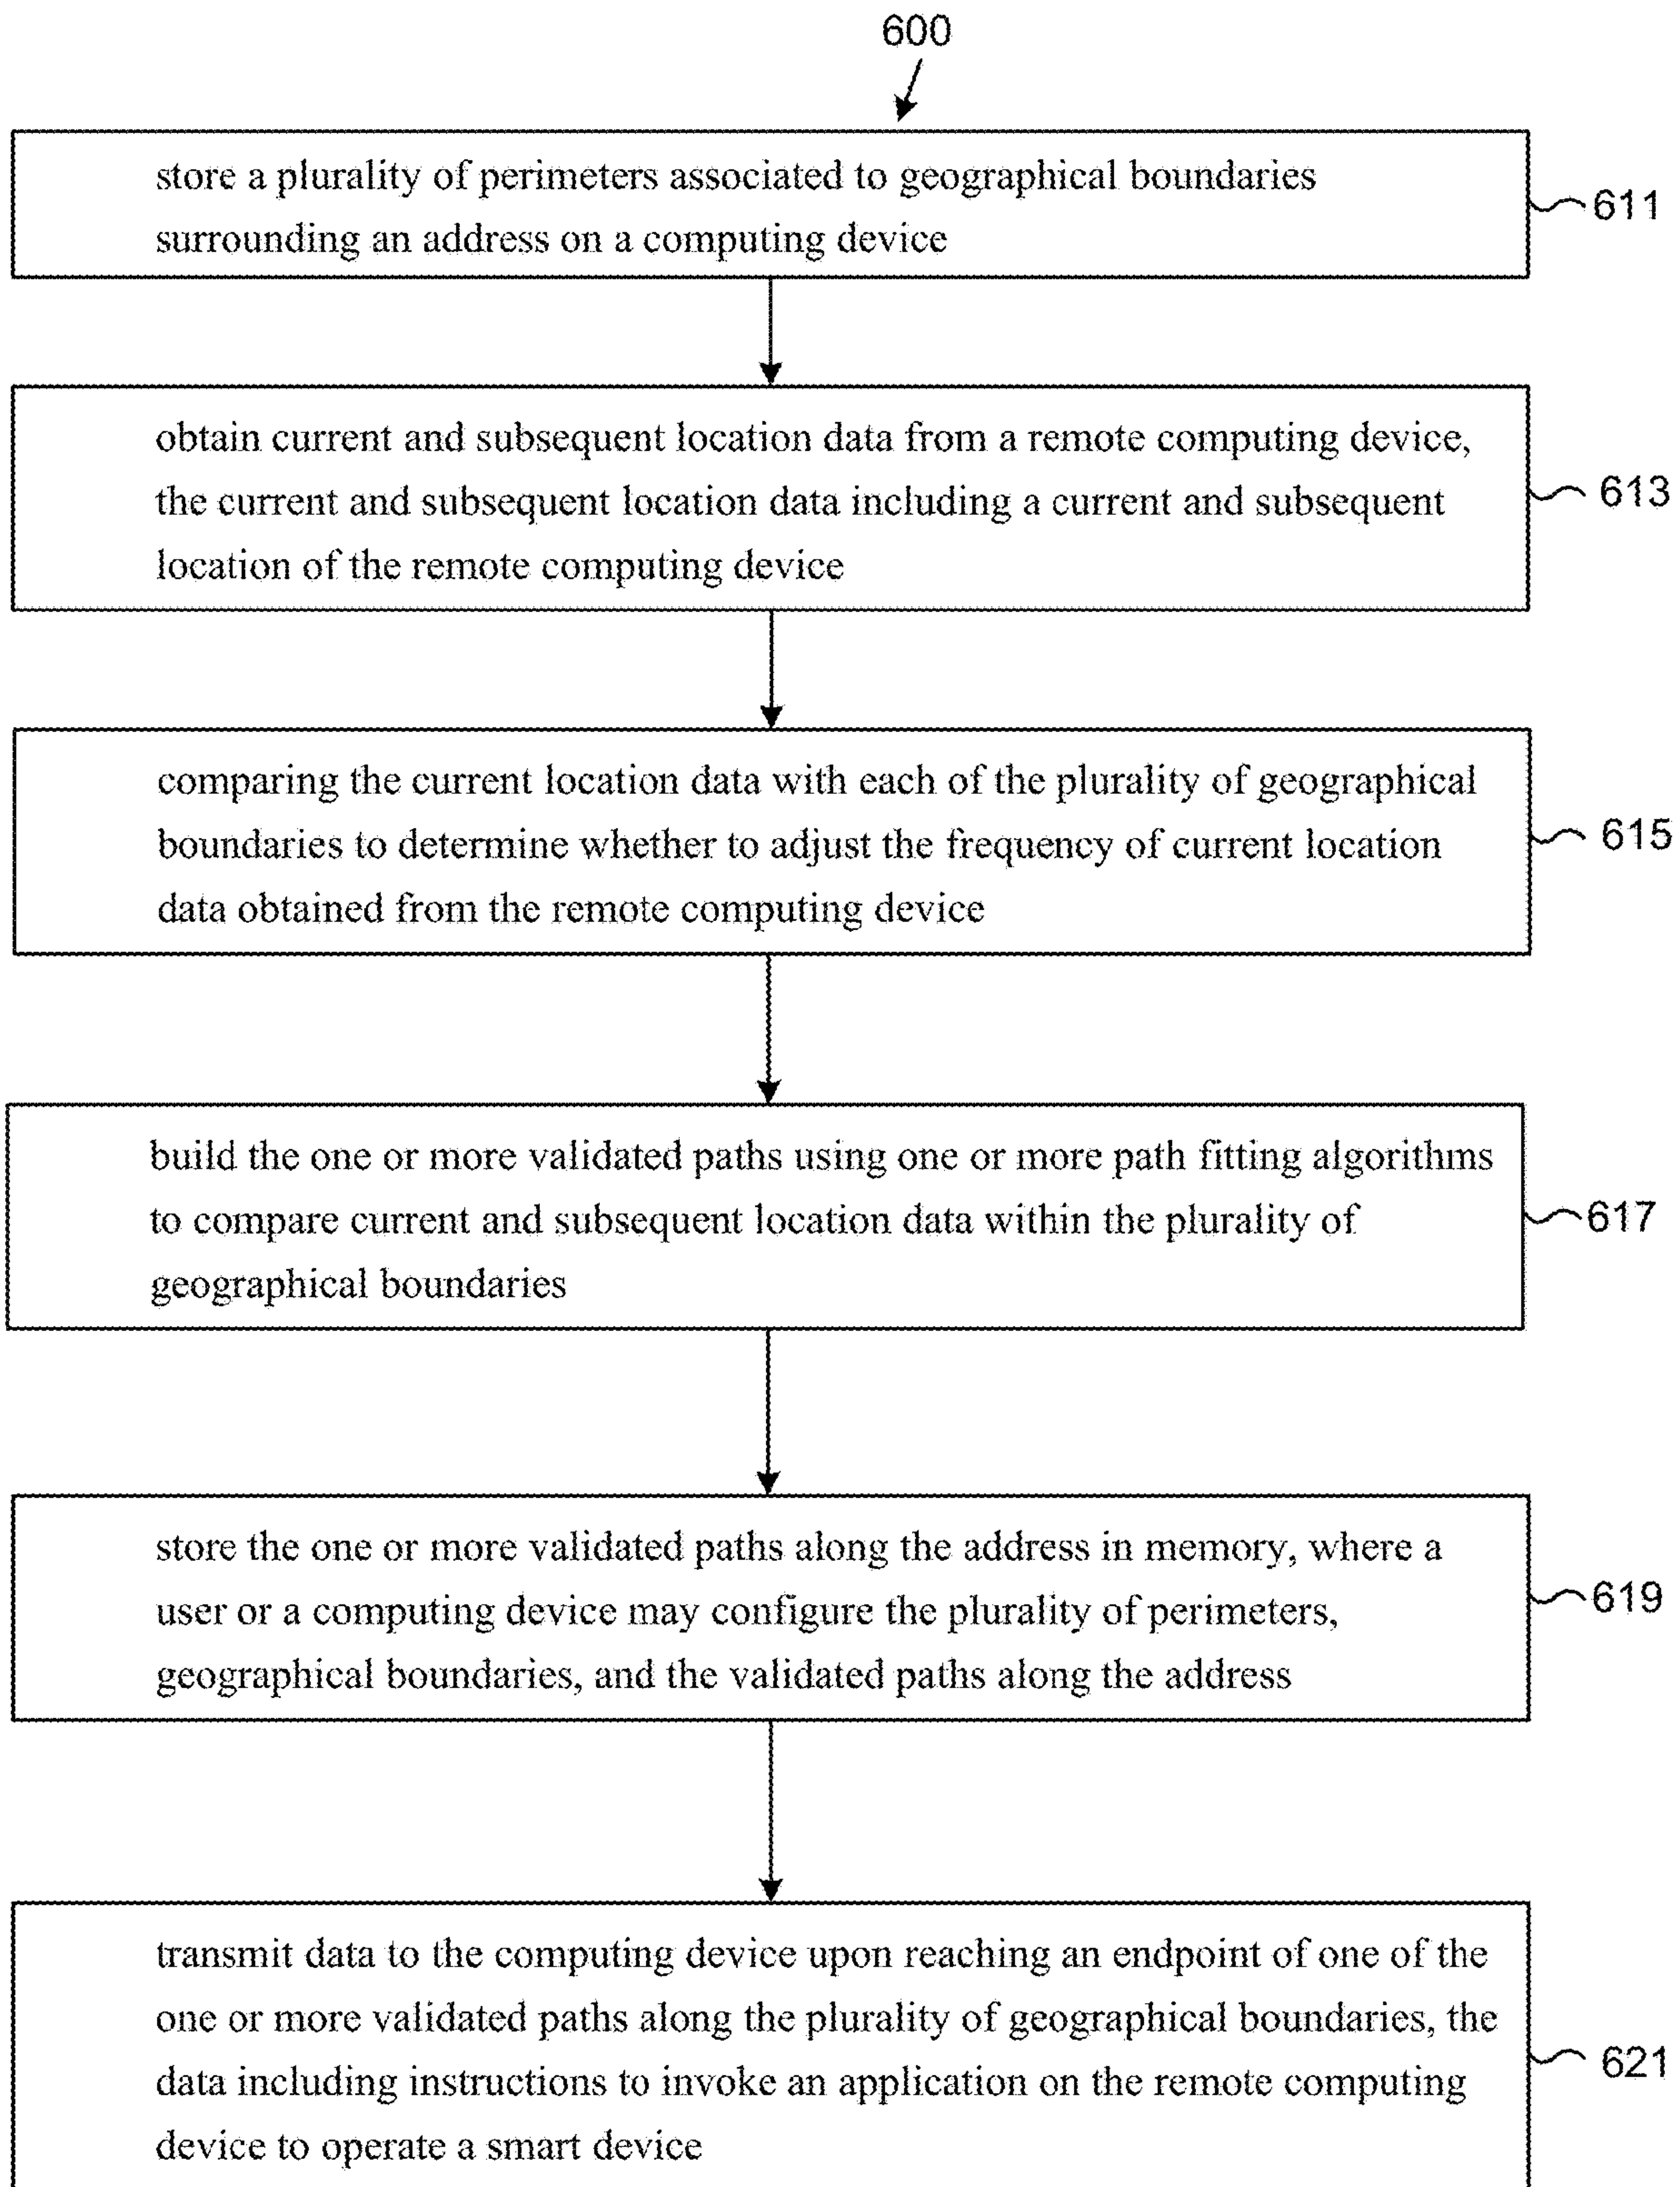 600
store a plurality of perimeters associated to geographical boundaries
surrounding an address on a computing device
611
obtain current and subsequent location data from a remote computing device,
the current and subsequent location data including a current and subsequent
location of the remote computing device
613
comparing the current location data with each of the plurality of geographical
boundaries to determine whether to adjust the frequency of current location
data obtained from the remote computing device
615
build the one or more validated paths using one or more path fitting algorithms
to compare current and subsequent location data within the plurality of
geographical boundaries
617
store the one or more validated paths along the address in memory, where a
user or a computing device may configure the plurality of perimeters,
geographical boundaries, and the validated paths along the address
619
transmit data to the computing device upon reaching an endpoint of one of the
one or more validated paths along the plurality of geographical boundaries, the
data including instructions to invoke an application on the remote computing
device to operate a smart device
621